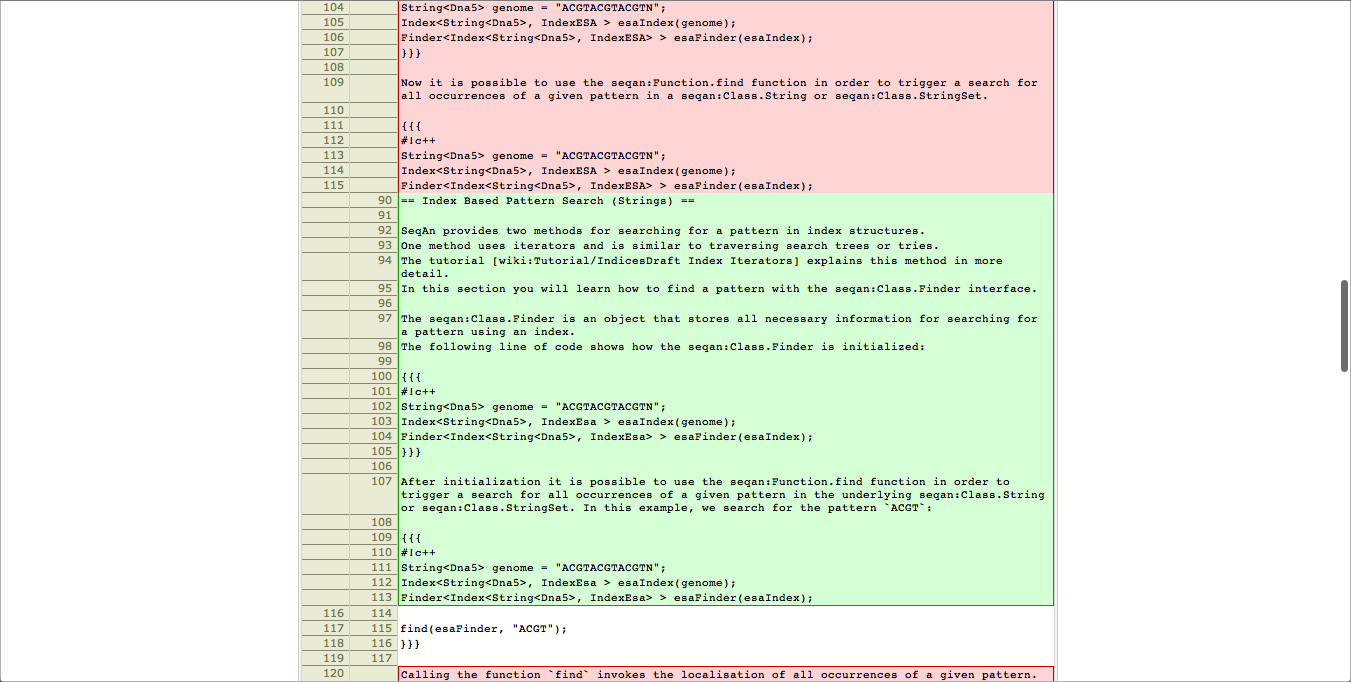 104 String<Dna5> genome = "ACGTACGTACGTN";
105 Index<String<Dna5>, IndexESA > esaIndex(genome);
106 Finder<Index<String<Dna5>, IndexESA> > esaFinder(esaIndex);
107 }}}
108
109 Now it is possible to use the seqan:Function.find function in order to trigger a search for
all occurrences of a given pattern in a seqan:Class.String or seqan:Class.StringSet.
110
111 {{{
112 #!c++
113 String<Dna5> genome = "ACGTACGTACGTN";
114 Index<String<Dna5>, IndexESA > esaIndex(genome);
115 Finder<Index<String<Dna5>, IndexESA> > esaFinder(esaIndex);
90 == Index Based Pattern Search (Strings) ==
91
92 SeqAn provides two methods for searching for a pattern in index structures.
93 One method uses iterators and is similar to traversing search trees or tries.
94 The tutorial [wiki:Tutorial/IndicesDraft Index Iterators] explains this method in more
detail.
95 In this section you will learn how to find a pattern with the seqan:Class.Finder interface.
96
97 The seqan:Class.Finder is an object that stores all necessary information for searching for
a pattern using an index.
98 The following line of code shows how the seqan:Class.Finder is initialized:
99
100 {{{
101 #!c++
102 String<Dna5> genome = "ACGTACGTACGTN";
103 Index<String<Dna5>, IndexEsa > esaIndex(genome);
104 Finder<Index<String<Dna5>, IndexEsa> > esaFinder(esaIndex);
105 }}}
106
107 After initialization it is possible to use the seqan:Function.find function in order to
trigger a search for all occurrences of a given pattern in the underlying seqan:Class.String
or seqan:Class.StringSet. In this example, we search for the pattern `ACGT`:
108
109 {{{
110 #!c++
111 String<Dna5> genome = "ACGTACGTACGTN";
112 Index<String<Dna5>, IndexEsa > esaIndex(genome);
113 Finder<Index<String<Dna5>, IndexEsa> > esaFinder(esaIndex);
116 114
117 115 find(esaFinder, "ACGT");
118 116 }}}
119 117
120 Calling the function `find` invokes the localisation of all occurrences of a given pattern.